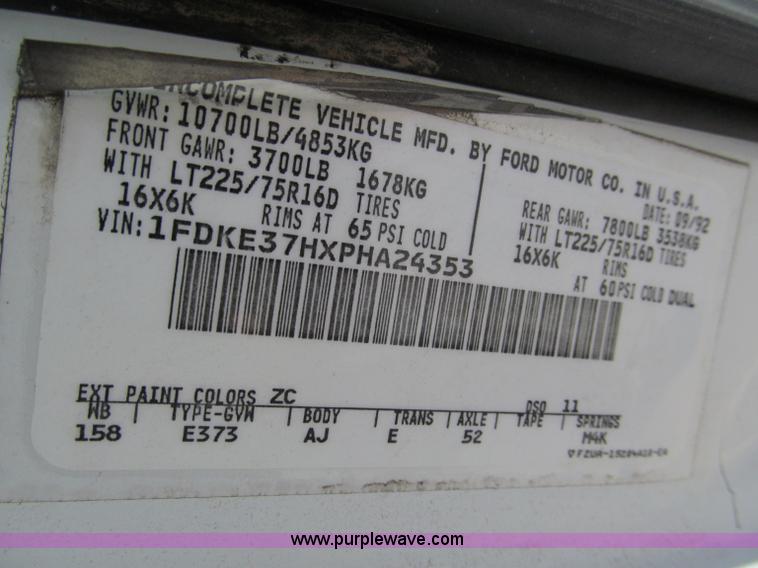 INCOMPLETE VEHICLE MFD. BY FORD MOTOR CO. IN U.S.A.
GVWR: 10700LB/4853KG
DATE: 09/92
FRONT GAWR: 3700LB 1678KG
WITH LT225/75R16D TIRES
16X6K RIMS AT 65 PSI COLD
REAR GAWR: 7800LB 3538KG
WITH LT225/75R16D TIRES
16X6K RIMS
AT 60PSI COLD DUAL
VIN: 1FDKE37HXPHA24353
EXT PAINT COLORS ZC DSO 11
WB | TYPE-GVW | BODY | TRANS | AXLE | TAPE | SPRINGS
158 E373 AJ E 52 M4K
www.purplewave.com